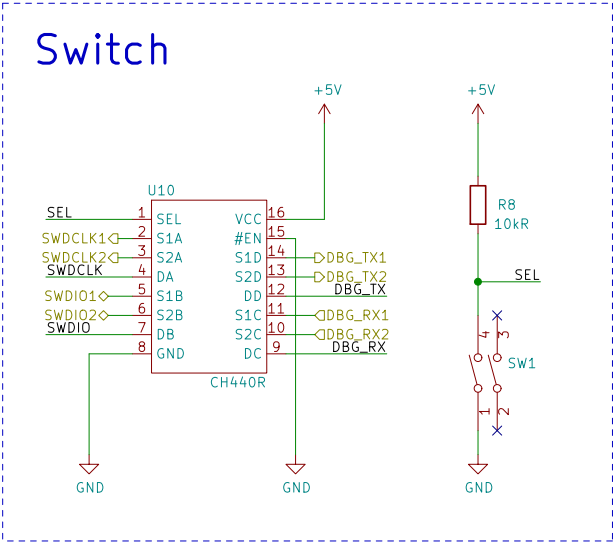 Switch
+5V
+5V
U10
SEL 1 SEL VCC 16
SWDCLK1 2 S1A #EN 15
SWDCLK2 3 S2A S1D 14 DBG_TX1
SWDCLK 4 DA S2D 13 DBG_TX2
SWDIO1 5 S1B DD 12 DBG_TX
SWDIO2 6 S2B S1C 11 DBG_RX1
SWDIO 7 DB S2C 10 DBG_RX2
8 GND DC 9 DBG_RX
CH440R
R8
10kR
SEL
4 3
SW1
1 2
GND
GND
GND